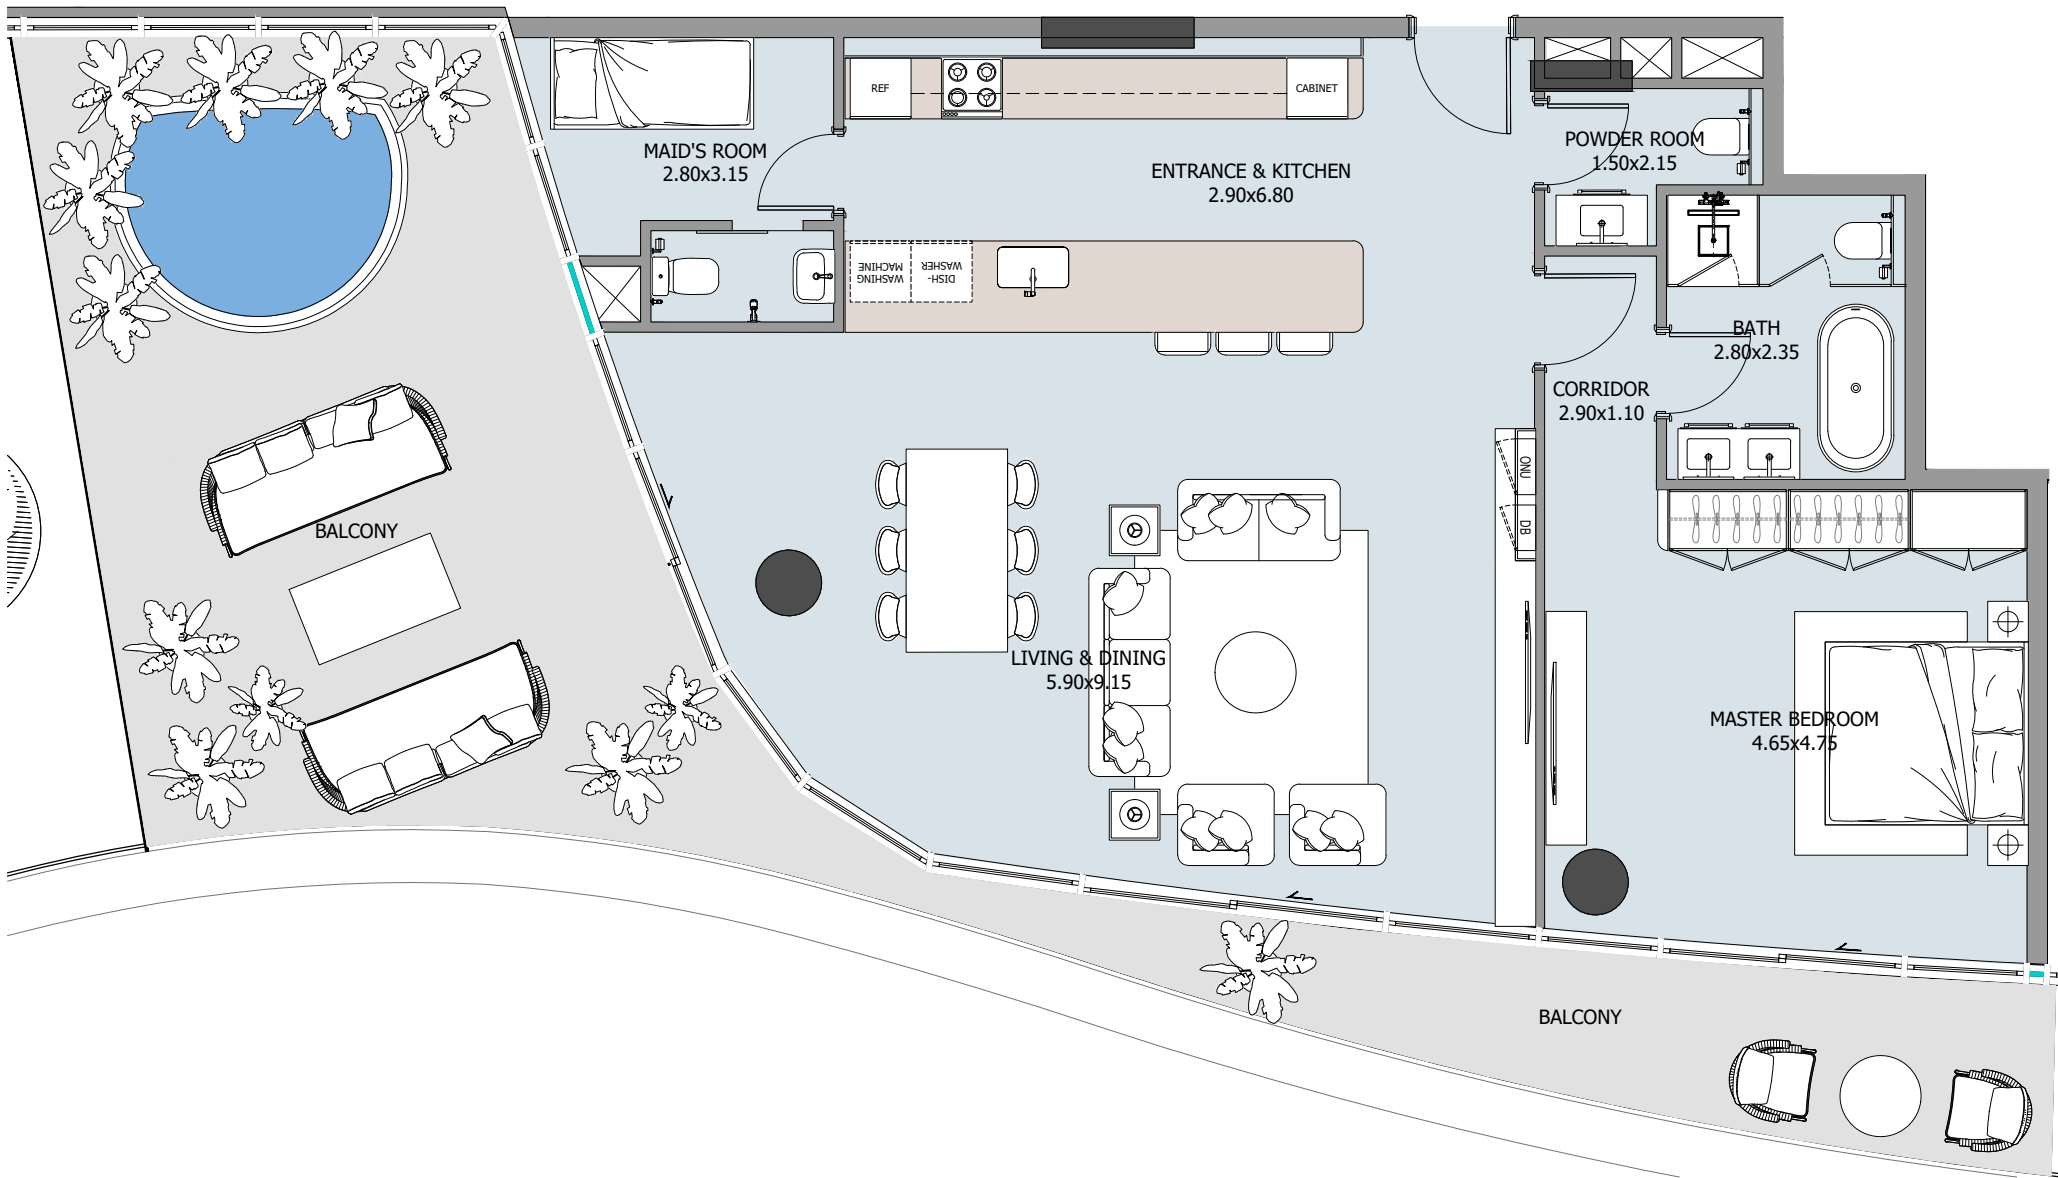 REF
CABINET
MAID'S ROOM
2.80x3.15
ENTRANCE & KITCHEN
2.90x6.80
POWDER ROOM
1.50x2.15
WASHING
MACHINE
DISH-
WASHER
BATH
2.80x2.35
CORRIDOR
2.90x1.10
ONU
DB
BALCONY
LIVING & DINING
5.90x9.15
MASTER BEDROOM
4.65x4.75
BALCONY